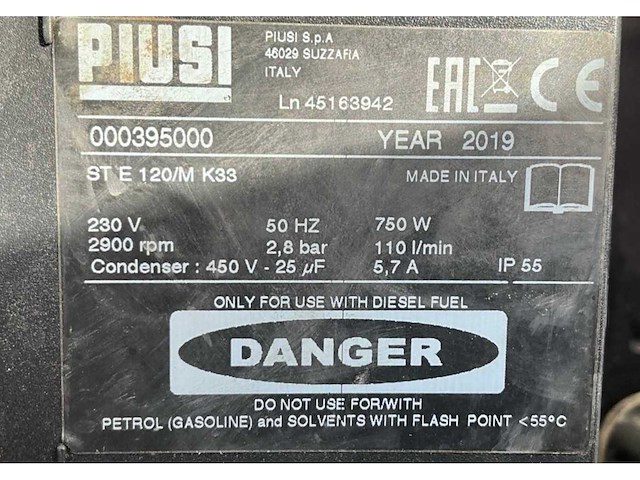 PIUSI
PIUSI S.p.A
46029 SUZZAFIA
ITALY
Ln 45163942
EAC CE
000395000 YEAR 2019
ST E 120/M K33 MADE IN ITALY
230 V 50 HZ 750 W
2900 rpm 2,8 bar 110 l/min
Condenser : 450 V - 25 µF 5,7 A IP 55
ONLY FOR USE WITH DIESEL FUEL
DANGER
DO NOT USE FOR/WITH
PETROL (GASOLINE) and SOLVENTS WITH FLASH POINT <55°C